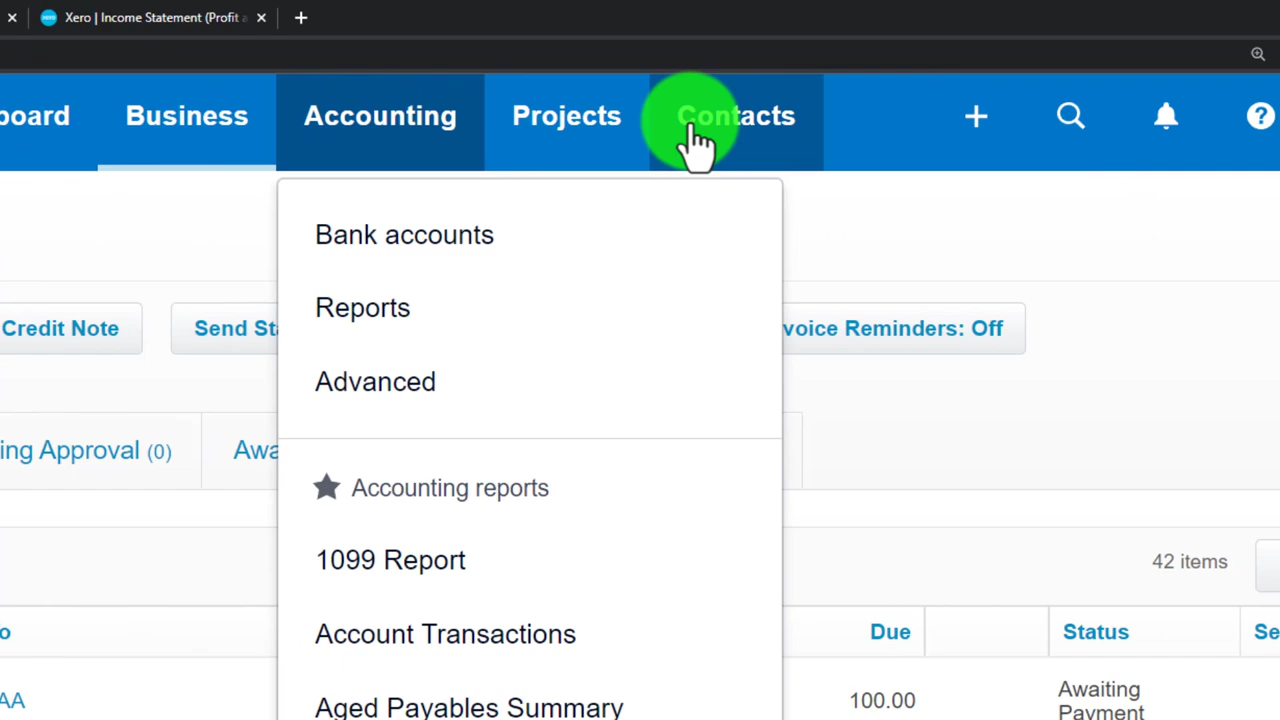 Xero | Income Statement (Profit a
board Business Accounting Projects Contacts
Bank accounts
Reports
Credit Note Send Sta voice Reminders: Off
Advanced
ing Approval (0) Awa
Accounting reports
1099 Report
42 items
o Due Status Se
Account Transactions
AA 100.00 Awaiting
Payment
Aged Payables Summary